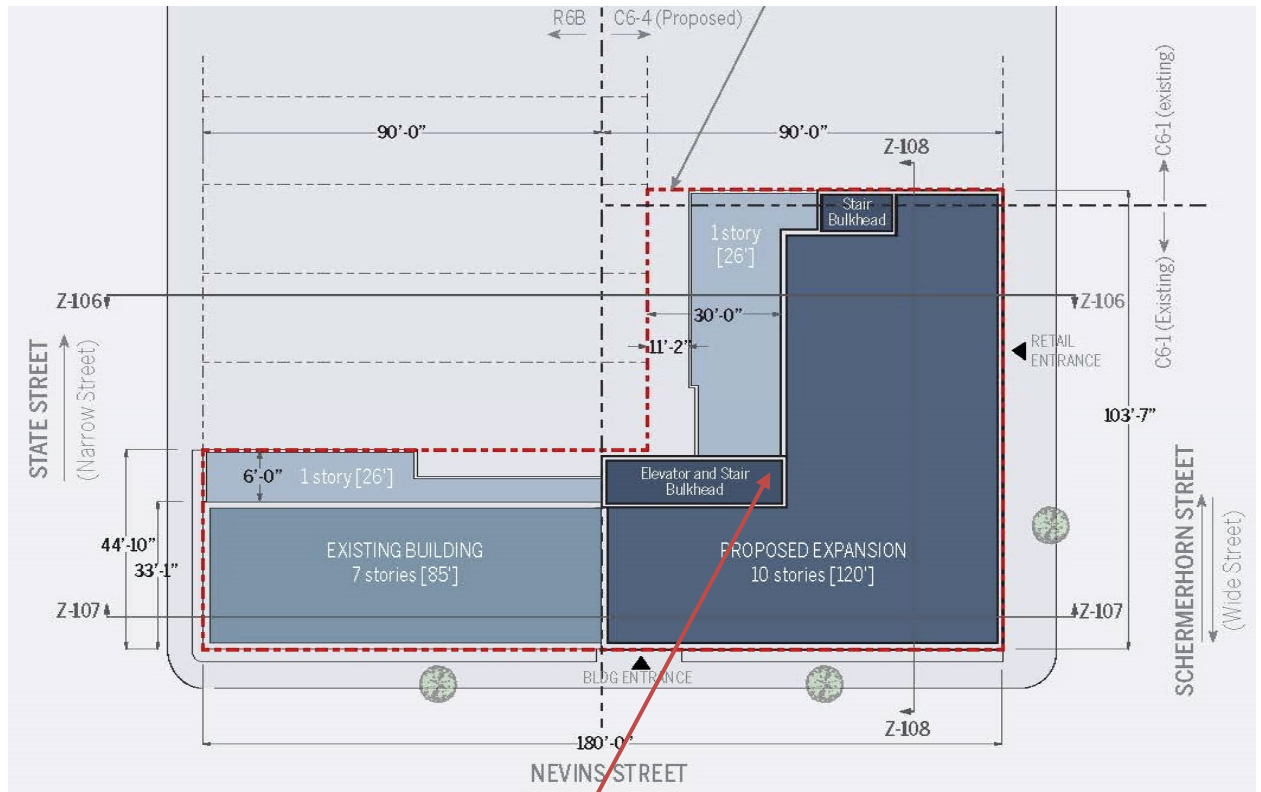 R6B
C6-4 (Proposed)
90'-0”
90'-0”
Z-108
C6-1 (existing)
C6-1 (Existing)
Stair
Bulkhead
1 story
[26']
Z-106
Z-106
30'-0”
11'-2”
RETAIL
ENTRANCE
STATE STREET
(Narrow Street)
103'-7”
6'-0”
1 story [26']
Elevator and Stair
Bulkhead
SCHERMERHORN STREET
(Wide Street)
44'-10”
33'-1”
EXISTING BUILDING
7 stories [85']
PROPOSED EXPANSION
10 stories [120']
Z-107
Z-107
BLDG ENTRANCE
Z-108
180'-0”
NEVINS STREET